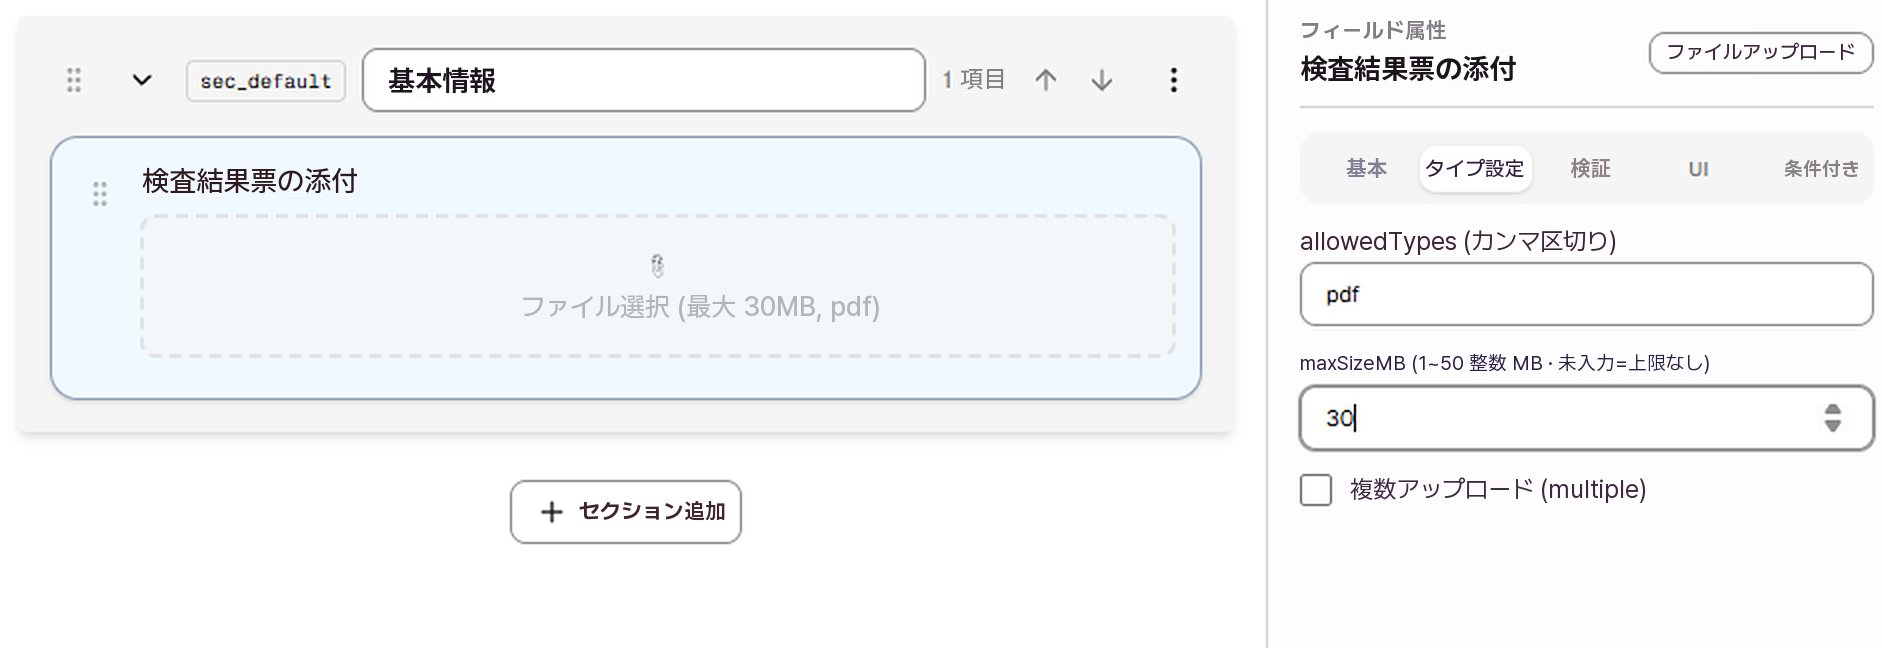 sec_default
基本情報
1 項目
検査結果票の添付
ファイル選択 (最大 30MB, pdf)
セクション追加
フィールド属性
検査結果票の添付
ファイルアップロード
基本 タイプ設定 検証 UI 条件付き
allowedTypes (カンマ区切り)
pdf
maxSizeMB (1~50 整数 MB · 未入力=上限なし)
30
複数アップロード (multiple)